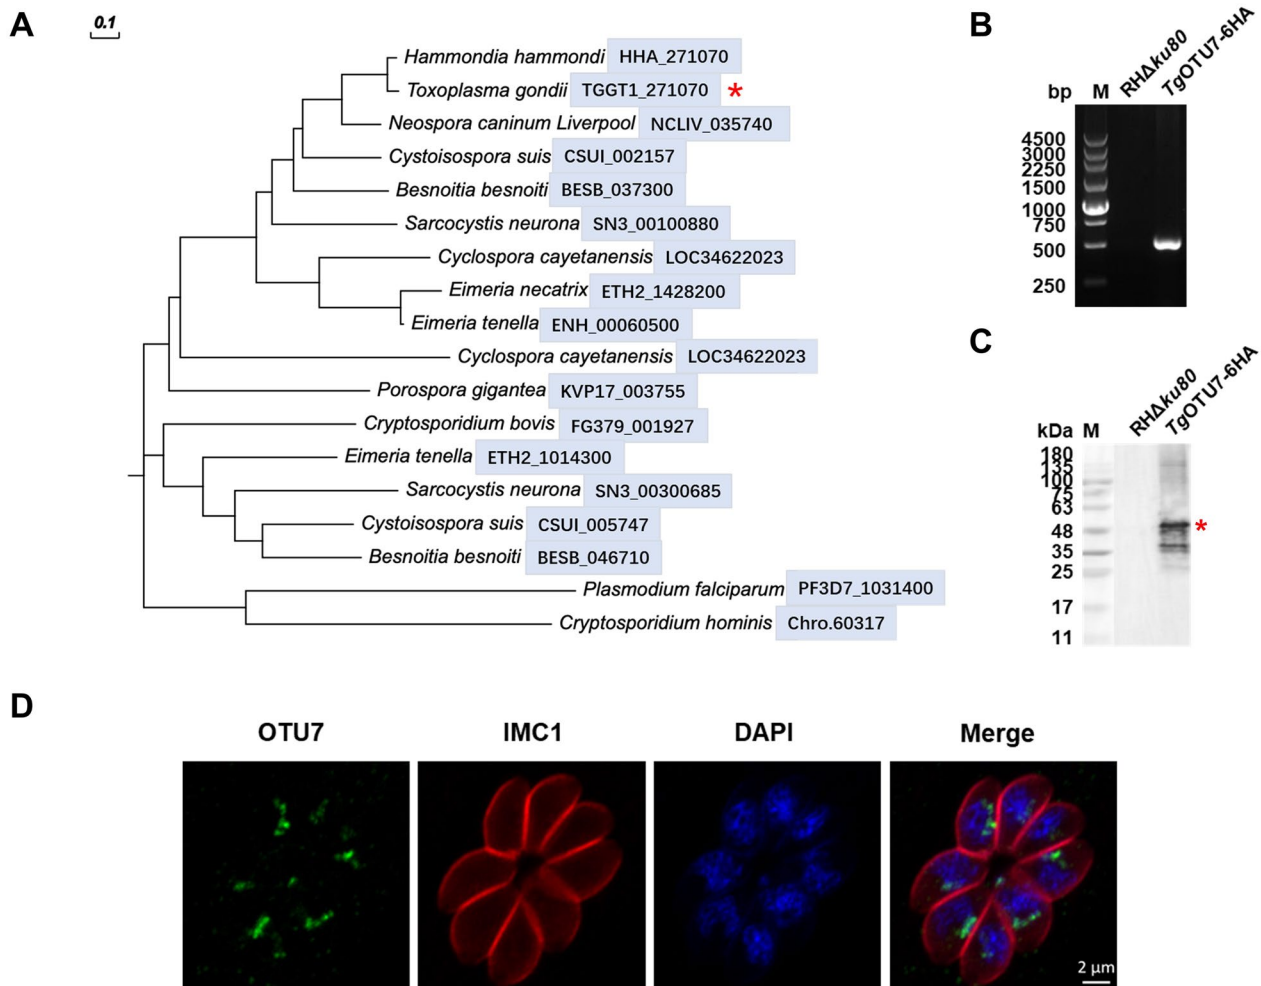 A
0.1
Hammondia hammondi HHA_271070
Toxoplasma gondii TGGT1_271070 *
Neospora caninum Liverpool NCLIV_035740
Cystoisospora suis CSUI_002157
Besnoitia besnoiti BESB_037300
Sarcocystis neurona SN3_00100880
Cyclospora cayetanensis LOC34622023
Eimeria necatrix ETH2_1428200
Eimeria tenella ENH_00060500
Cyclospora cayetanensis LOC34622023
Porospora gigantea KVP17_003755
Cryptosporidium bovis FG379_001927
Eimeria tenella ETH2_1014300
Sarcocystis neurona SN3_00300685
Cystoisospora suis CSUI_005747
Besnoitia besnoiti BESB_046710
Plasmodium falciparum PF3D7_1031400
Cryptosporidium hominis Chro.60317
B
bp M RHΔku80 TgOTU7-6HA
4500
3000
2250
1500
1000
750
500
250
C
kDa M RHΔku80 TgOTU7-6HA
180
135
100
75
63
48 *
35
25
17
11
D
OTU7 IMC1 DAPI Merge
2 μm